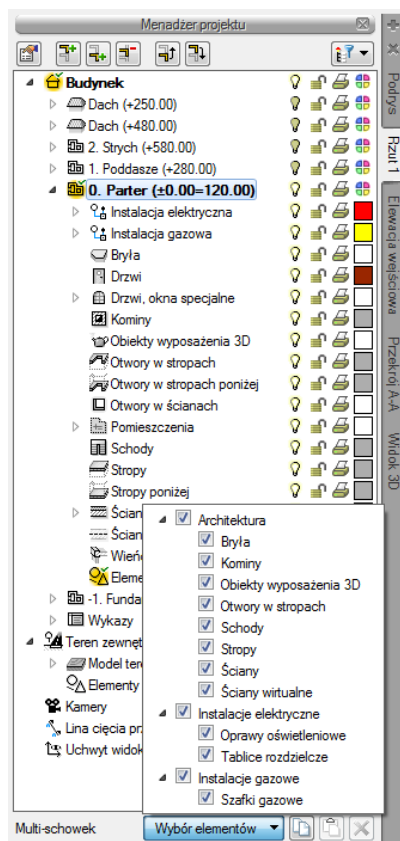 Menadżer projektu
Budynek
Dach (+250.00)
Dach (+480.00)
2. Strych (+580.00)
1. Poddasze (+280.00)
0. Parter (±0.00=120.00)
Instalacja elektryczna
Instalacja gazowa
Bryła
Drzwi
Drzwi, okna specjalne
Kominy
Obiekty wyposażenia 3D
Otwory w stropach
Otwory w stropach poniżej
Otwory w ścianach
Pomieszczenia
Schody
Stropy
Stropy poniżej
Ścian
Ścian
Wień
Eleme
-1. Funda
Wykazy
Teren zewnęt
Model tere
Elementy
Kamery
Lina cięcia prz
Uchwyt widok
Architektura
Bryła
Kominy
Obiekty wyposażenia 3D
Otwory w stropach
Schody
Stropy
Ściany
Ściany wirtualne
Instalacje elektryczne
Oprawy oświetleniowe
Tablice rozdzielcze
Instalacje gazowe
Szafki gazowe
Multi-schowek
Wybór elementów
Podrys
Rzut 1
Elewacja wejściowa
Przekrój A-A
Widok 3D